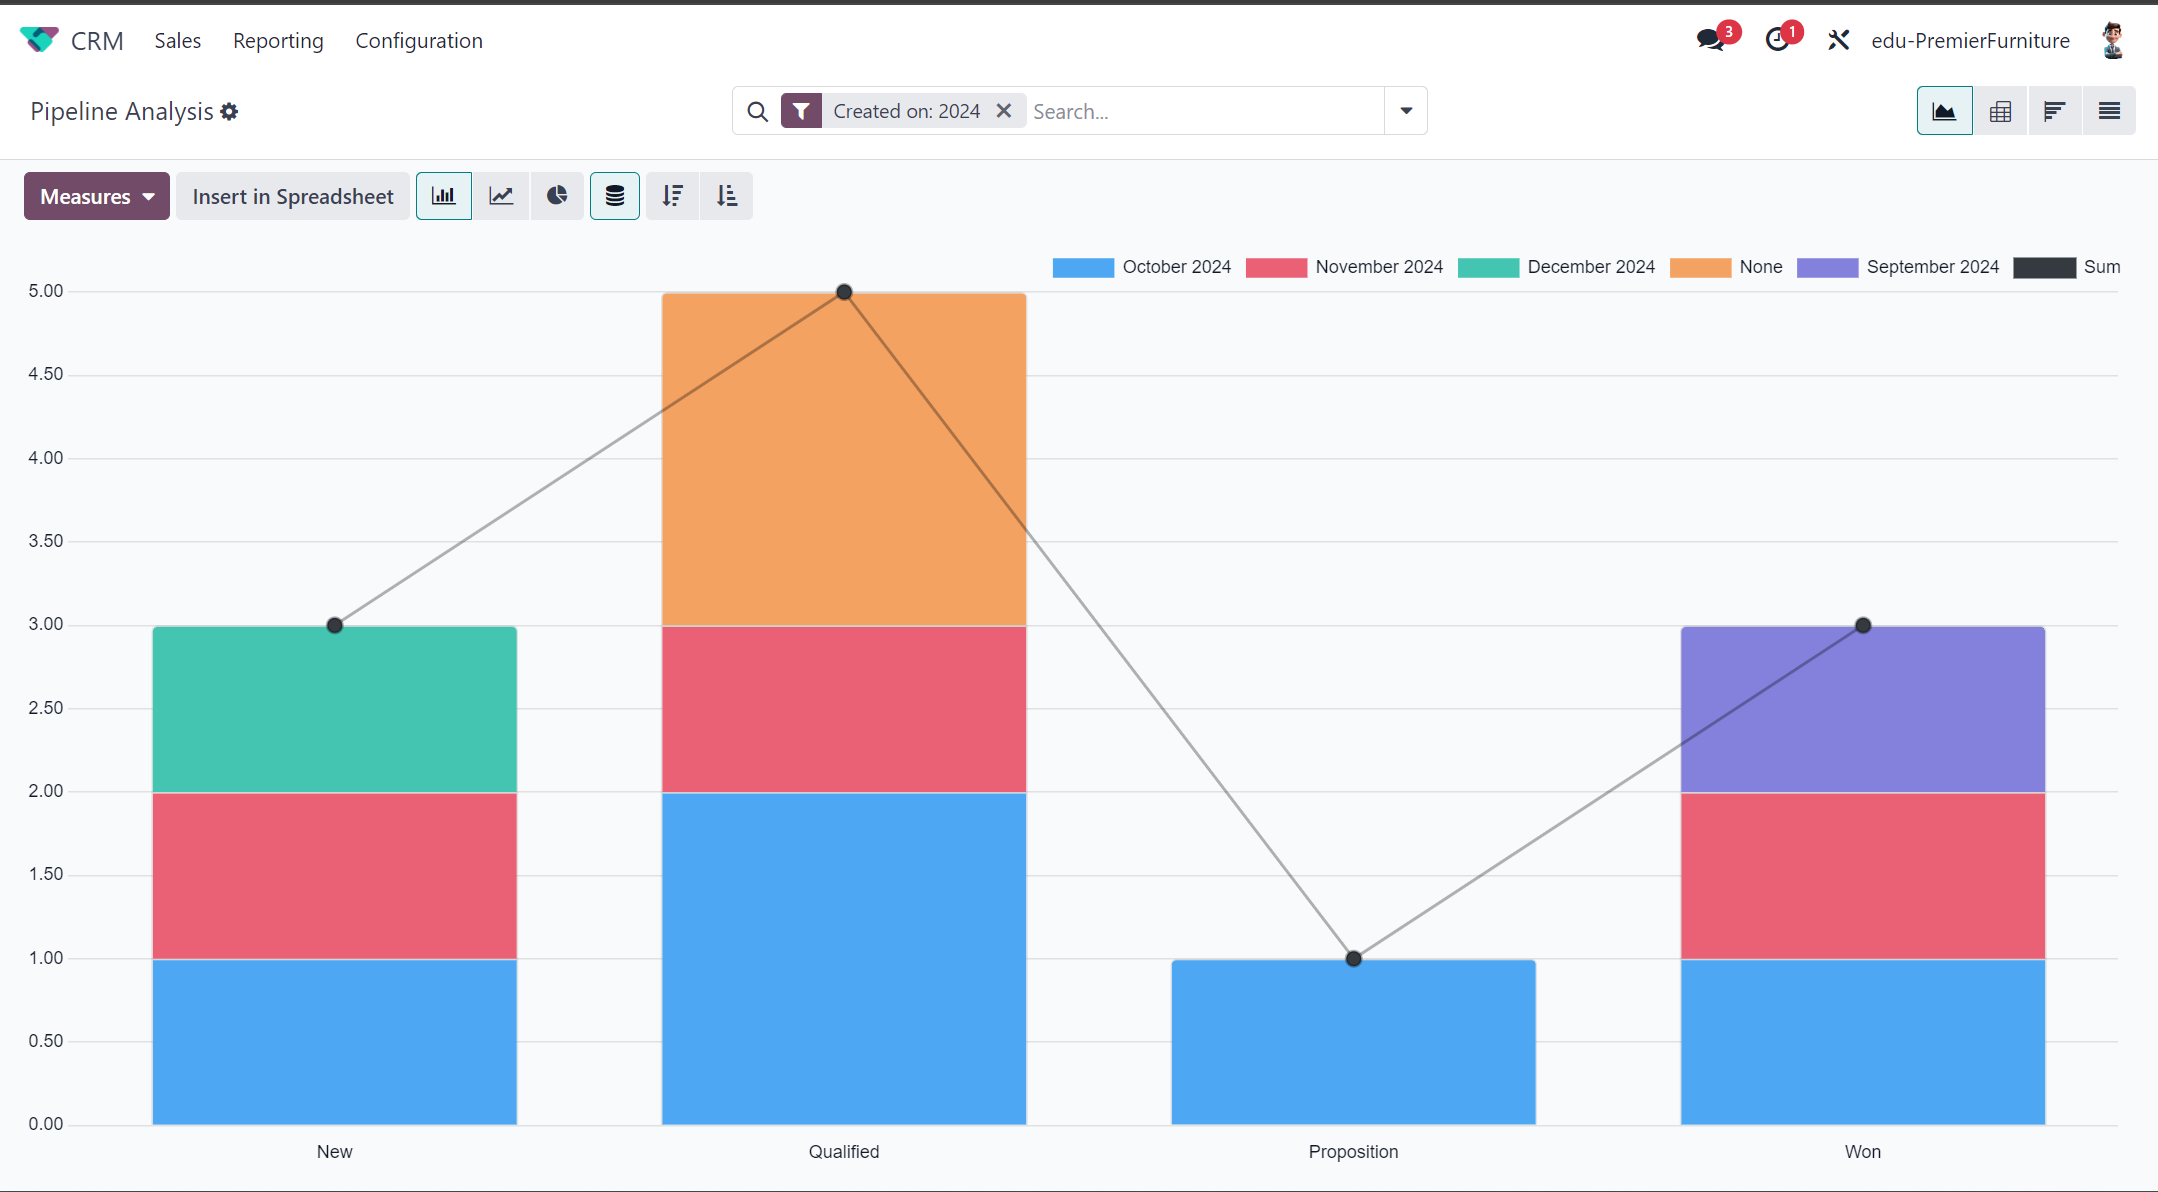 CRM Sales Reporting Configuration 3 1 edu-PremierFurniture
Pipeline Analysis Created on: 2024 Search...
Measures Insert in Spreadsheet
October 2024 November 2024 December 2024 None September 2024 Sum
5.00
4.50
4.00
3.50
3.00
2.50
2.00
1.50
1.00
0.50
0.00
New Qualified Proposition Won